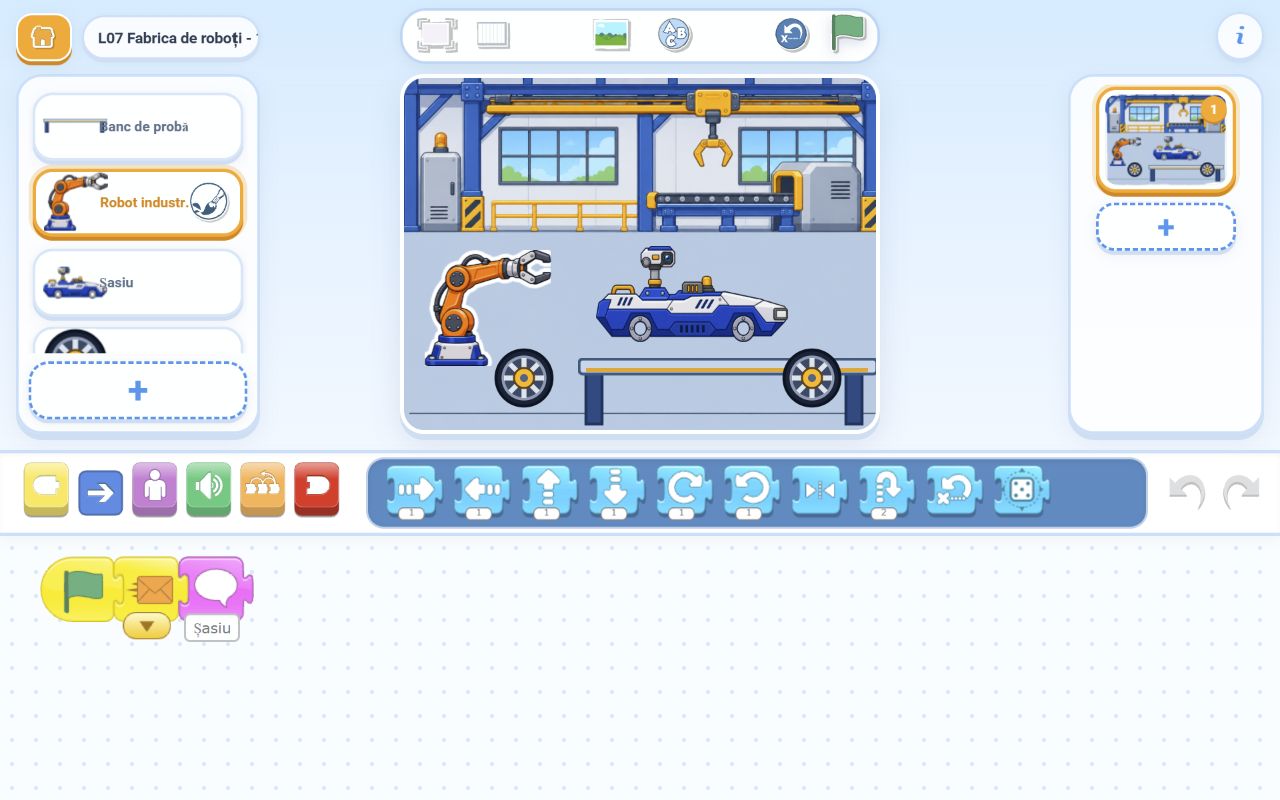 L07 Fabrica de roboți -
A
B
C
i
Banc de probă
Robot industr.
Șasiu
1
1
1
1
1
1
1
2
Șasiu